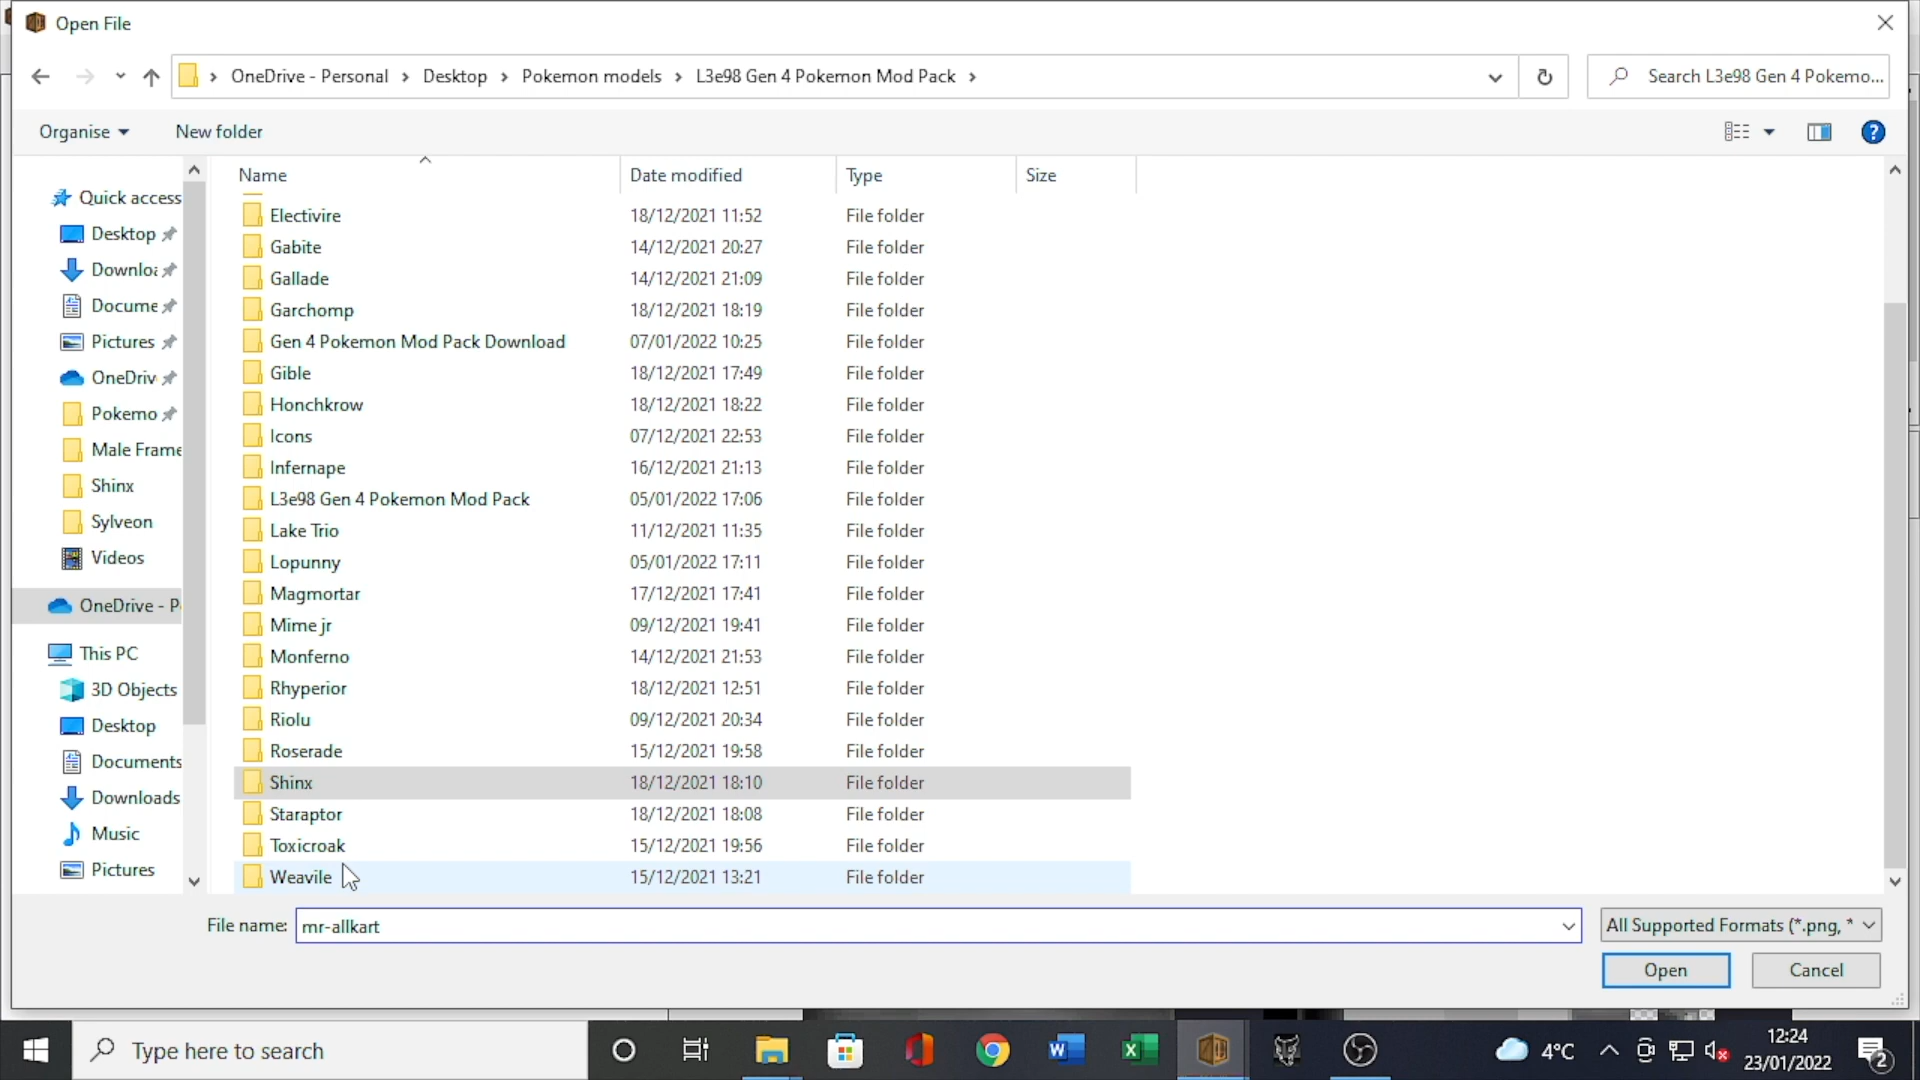 Open File
OneDrive - Personal > Desktop > Pokemon models > L3e98 Gen 4 Pokemon Mod Pack >
Search L3e98 Gen 4 Pokemo...
Organise
New folder
Name
Date modified
Type
Size
Quick access
Desktop
Downloa
Docume
Pictures
OneDriv
Pokemo
Male Frame
Shinx
Sylveon
Videos
OneDrive - P
This PC
3D Objects
Desktop
Documents
Downloads
Music
Pictures
Electivire 18/12/2021 11:52 File folder
Gabite 14/12/2021 20:27 File folder
Gallade 14/12/2021 21:09 File folder
Garchomp 18/12/2021 18:19 File folder
Gen 4 Pokemon Mod Pack Download 07/01/2022 10:25 File folder
Gible 18/12/2021 17:49 File folder
Honchkrow 18/12/2021 18:22 File folder
Icons 07/12/2021 22:53 File folder
Infernape 16/12/2021 21:13 File folder
L3e98 Gen 4 Pokemon Mod Pack 05/01/2022 17:06 File folder
Lake Trio 11/12/2021 11:35 File folder
Lopunny 05/01/2022 17:11 File folder
Magmortar 17/12/2021 17:41 File folder
Mime jr 09/12/2021 19:41 File folder
Monferno 14/12/2021 21:53 File folder
Rhyperior 18/12/2021 12:51 File folder
Riolu 09/12/2021 20:34 File folder
Roserade 15/12/2021 19:58 File folder
Shinx 18/12/2021 18:10 File folder
Staraptor 18/12/2021 18:08 File folder
Toxicroak 15/12/2021 19:56 File folder
Weavile 15/12/2021 13:21 File folder
File name: mr-allkart
All Supported Formats (*.png, *
Open
Cancel
Type here to search
4°C
12:24
23/01/2022
2